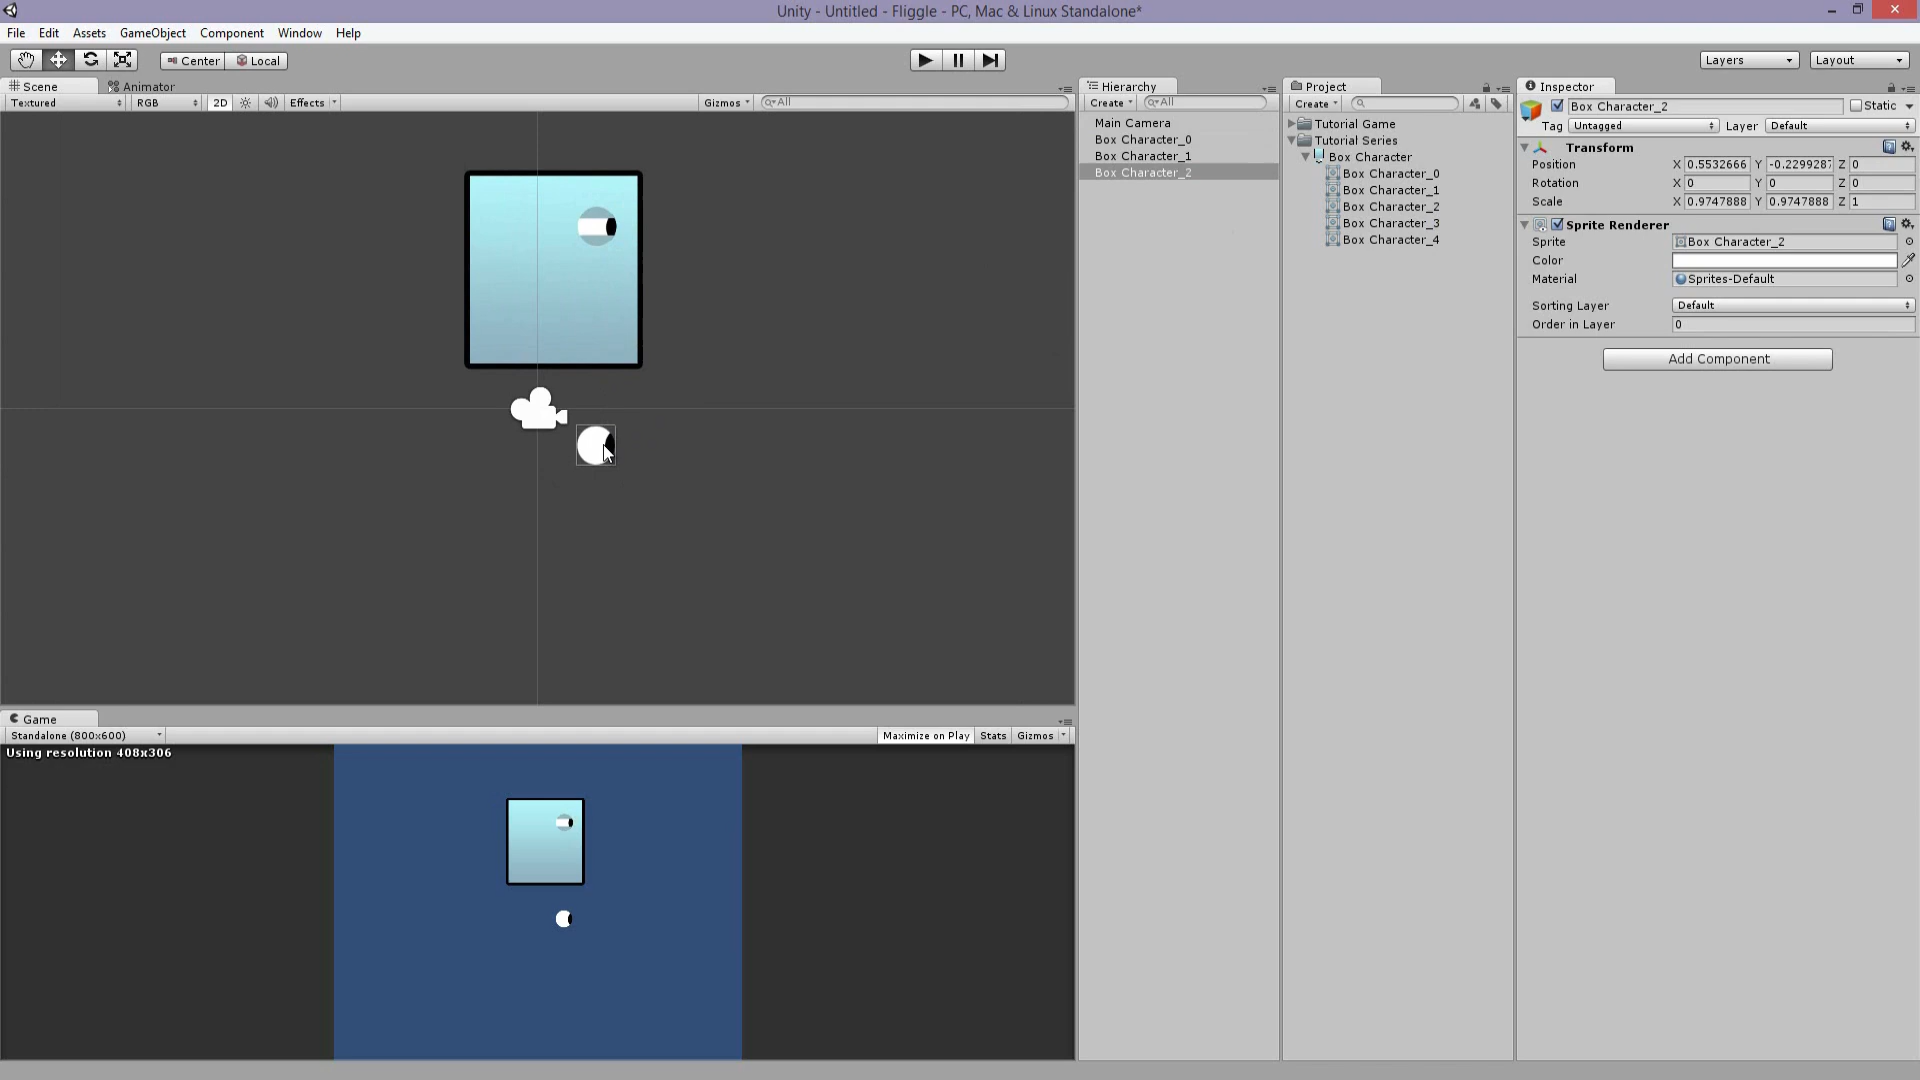 Unity - Untitled - Fliggle - PC, Mac & Linux Standalone*
File Edit Assets GameObject Component Window Help
Center Local Layers Layout
Scene Animator
Textured RGB 2D Effects Gizmos All
Hierarchy
Create All
Main Camera
Box Character_0
Box Character_1
Box Character_2
Project
Create
Tutorial Game
Tutorial Series
Box Character
Box Character_0
Box Character_1
Box Character_2
Box Character_3
Box Character_4
Inspector
Box Character_2 Static
Tag Untagged Layer Default
Transform
Position X 0.5532666 Y -0.2299287 Z 0
Rotation X 0 Y 0 Z 0
Scale X 0.9747888 Y 0.9747888 Z 1
Sprite Renderer
Sprite Box Character_2
Color
Material Sprites-Default
Sorting Layer Default
Order in Layer 0
Add Component
Game
Standalone (800x600) Maximize on Play Stats Gizmos
Using resolution 408x306